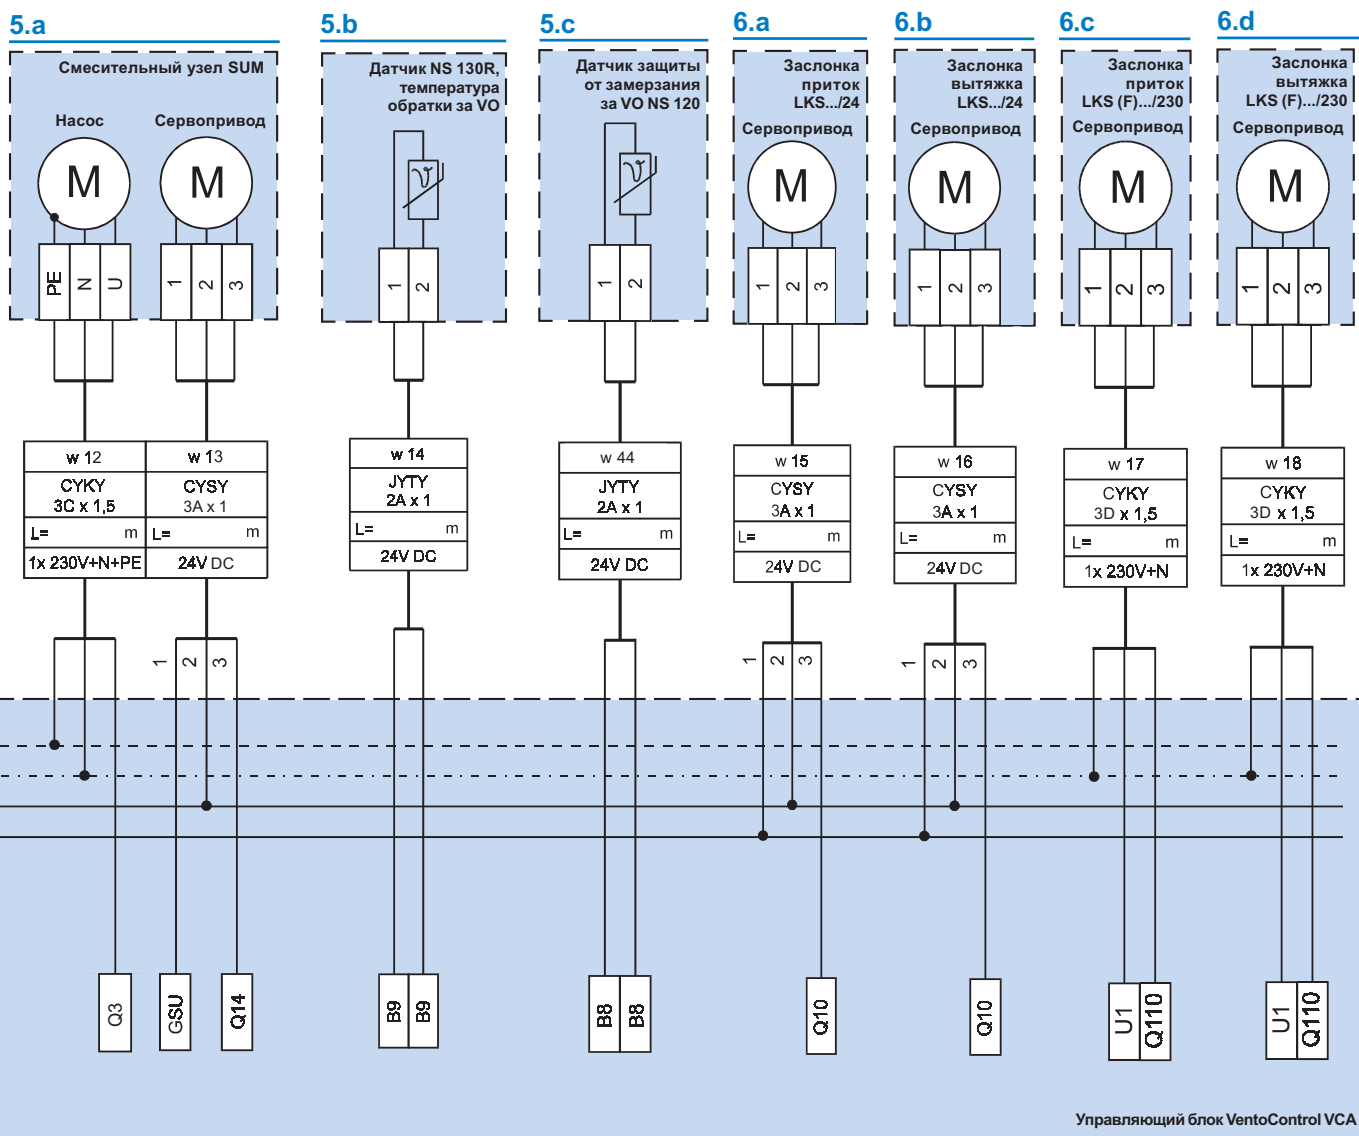 5.a
Смесительный узел SUM
Насос
Сервопривод
M
M
PE
N
U
1
2
3
w 12
CYKY
3C x 1,5
L= m
1x 230V+N+PE
w 13
CYSY
3A x 1
L= m
24V DC
1
2
3
Q3
GSU
Q14
5.b
Датчик NS 130R,
температура
обратки за VO
1
2
w 14
JYTY
2A x 1
L= m
24V DC
B9
B9
5.c
Датчик защиты
от замерзания
за VO NS 120
1
2
w 44
JYTY
2A x 1
L= m
24V DC
B8
B8
6.a
Заслонка
приток
LKS.../24
Сервопривод
M
1
2
3
w 15
CYSY
3A x 1
L= m
24V DC
1
2
3
Q10
6.b
Заслонка
вытяжка
LKS.../24
Сервопривод
M
1
2
3
w 16
CYSY
3A x 1
L= m
24V DC
1
2
3
Q10
6.c
Заслонка
приток
LKS (F).../230
Сервопривод
M
1
2
3
w 17
CYKY
3D x 1,5
L= m
1x 230V+N
U1
Q110
6.d
Заслонка
вытяжка
LKS (F).../230
Сервопривод
M
1
2
3
w 18
CYKY
3D x 1,5
L= m
1x 230V+N
U1
Q110
Управляющий блок VentoControl VCA